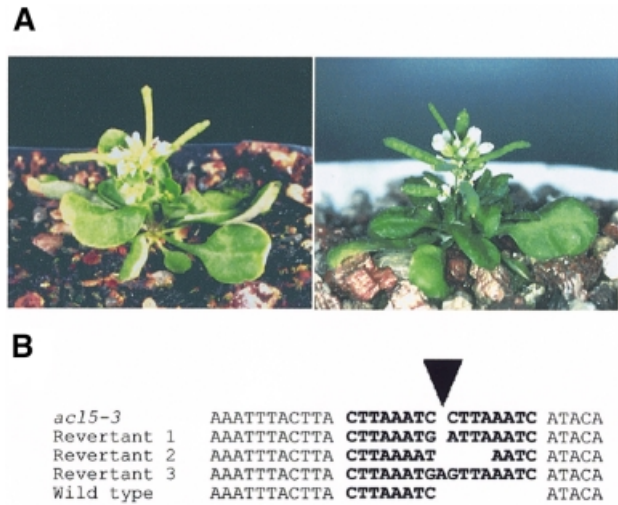 A
B
acl5-3 AAATTTACTTA CTTAAATC CTTAAATC ATACA
Revertant 1 AAATTTACTTA CTTAAATG ATTAAATC ATACA
Revertant 2 AAATTTACTTA CTTAAAT AATC ATACA
Revertant 3 AAATTTACTTA CTTAAATGAGTTAAATC ATACA
Wild type AAATTTACTTA CTTAAATC ATACA